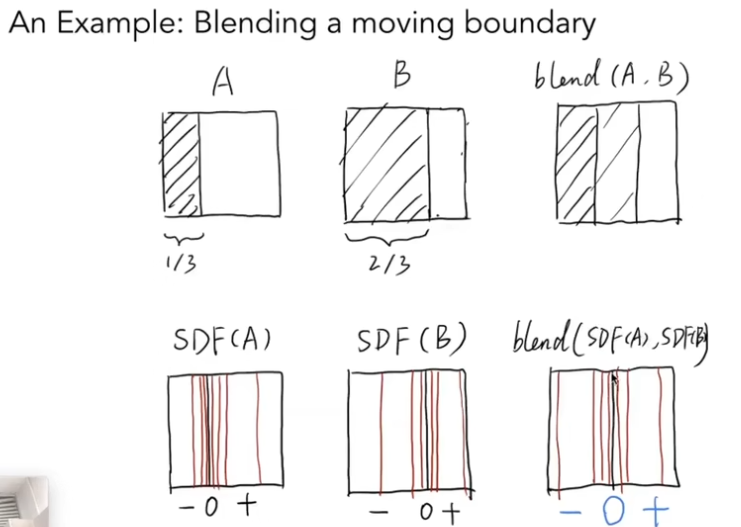 An Example: Blending a moving boundary
A
B
blend (A, B)
1/3
2/3
SDF(A)
SDF(B)
blend(SDF(A), SDF(B))
- 0 +
- 0 +
- 0 +